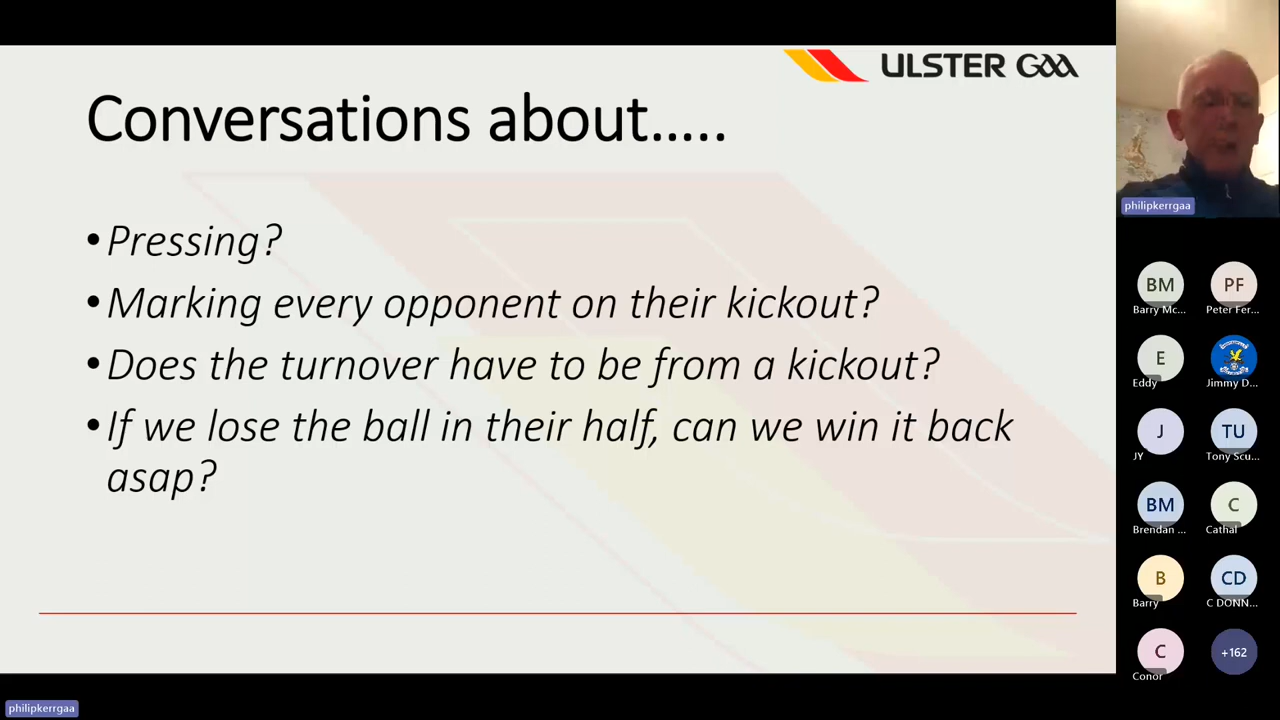 ULSTER GAA
Conversations about.....
•Pressing?
•Marking every opponent on their kickout?
•Does the turnover have to be from a kickout?
•If we lose the ball in their half, can we win it back
asap?
philipkerrgaa
BM
PF
Barry Mc...
Peter Fer...
E
Eddy
Jimmy D...
J
TU
JY
Tony Scu...
BM
C
Brendan ...
Cathal
B
CD
Barry
C DONN...
C
+162
Conor
philipkerrgaa